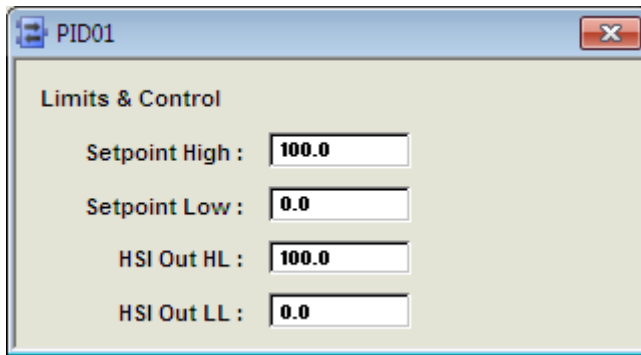 PID01
Limits & Control
Setpoint High : 100.0
Setpoint Low : 0.0
HSI Out HL : 100.0
HSI Out LL : 0.0